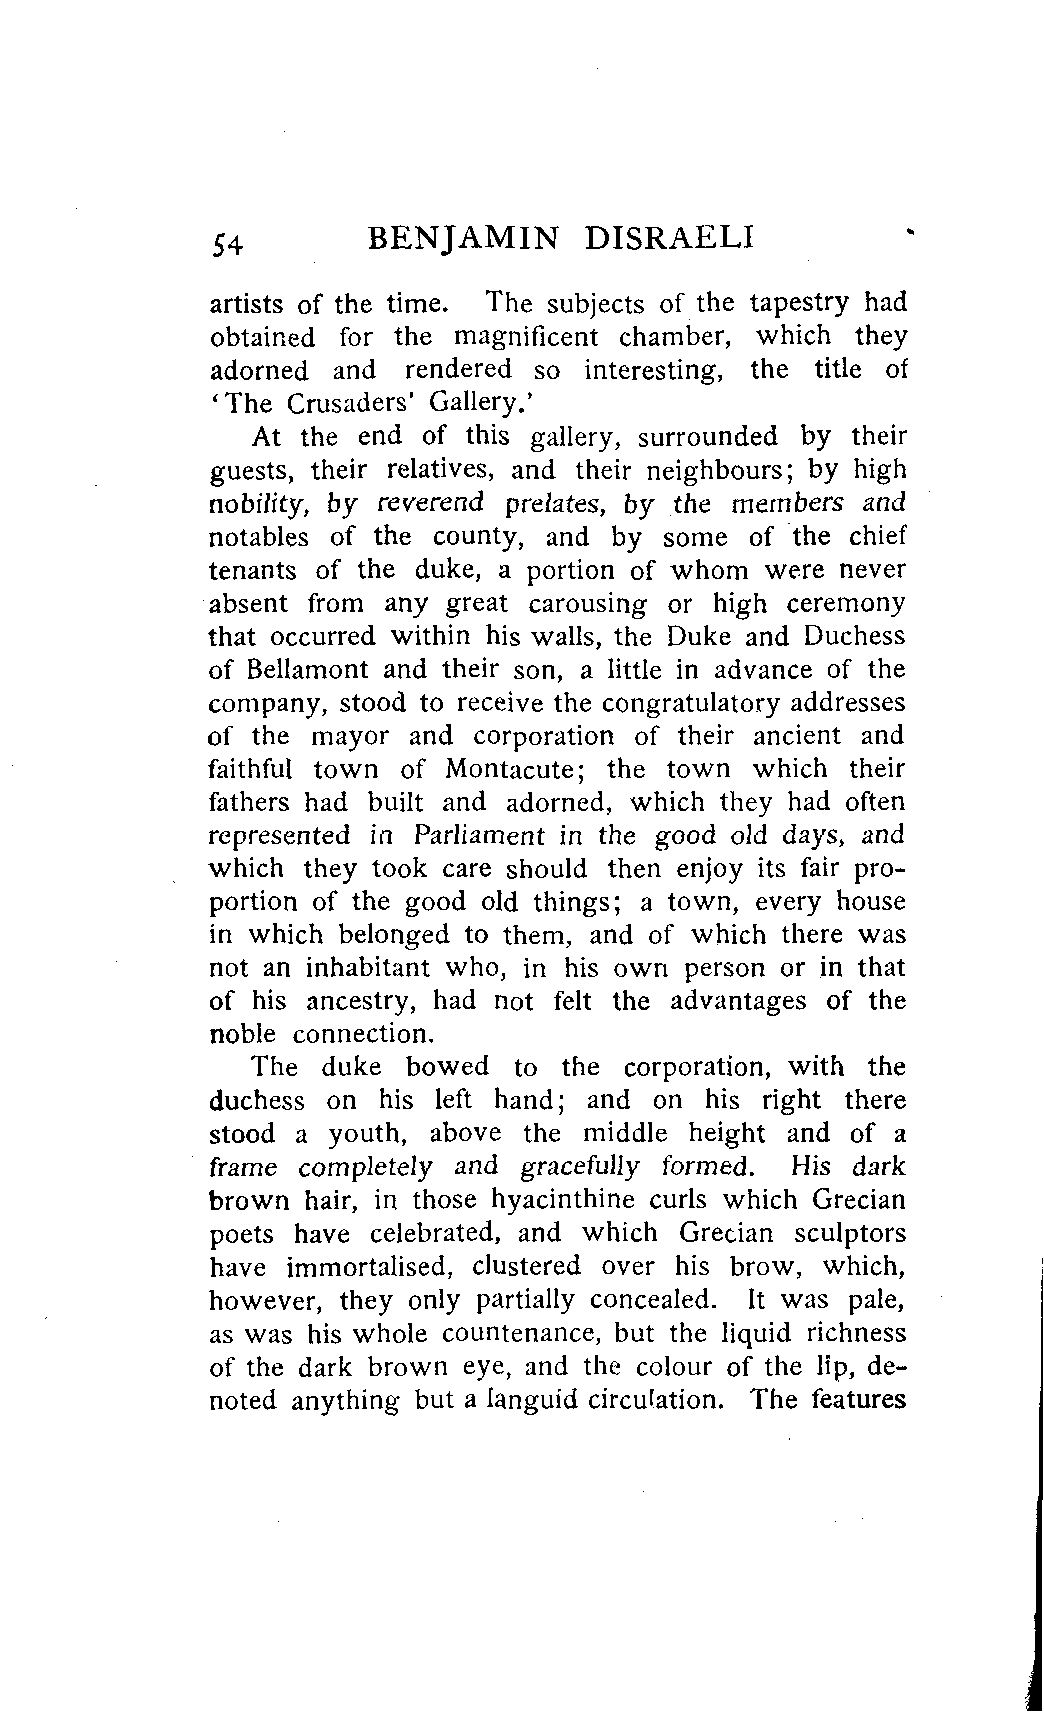 54 BENJAMIN DISRAELI
artists of the time. The subjects of the tapestry had
obtained for the magnificent chamber, which they
adorned and rendered so interesting, the title of
‘The Crusaders’ Gallery.’
At the end of this gallery, surrounded by their
guests, their relatives, and their neighbours; by high
nobility, by reverend prelates, by the members and
notables of the county, and by some of the chief
tenants of the duke, a portion of whom were never
absent from any great carousing or high ceremony
that occurred within his walls, the Duke and Duchess
of Bellamont and their son, a little in advance of the
company, stood to receive the congratulatory addresses
of the mayor and corporation of their ancient and
faithful town of Montacute; the town which their
fathers had built and adorned, which they had often
represented in Parliament in the good old days, and
which they took care should then enjoy its fair pro-
portion of the good old things; a town, every house
in which belonged to them, and of which there was
not an inhabitant who, in his own person or in that
of his ancestry, had not felt the advantages of the
noble connection.
The duke bowed to the corporation, with the
duchess on his left hand; and on his right there
stood a youth, above the middle height and of a
frame completely and gracefully formed. His dark
brown hair, in those hyacinthine curls which Grecian
poets have celebrated, and which Grecian sculptors
have immortalised, clustered over his brow, which,
however, they only partially concealed. It was pale,
as was his whole countenance, but the liquid richness
of the dark brown eye, and the colour of the lip, de-
noted anything but a languid circulation. The features